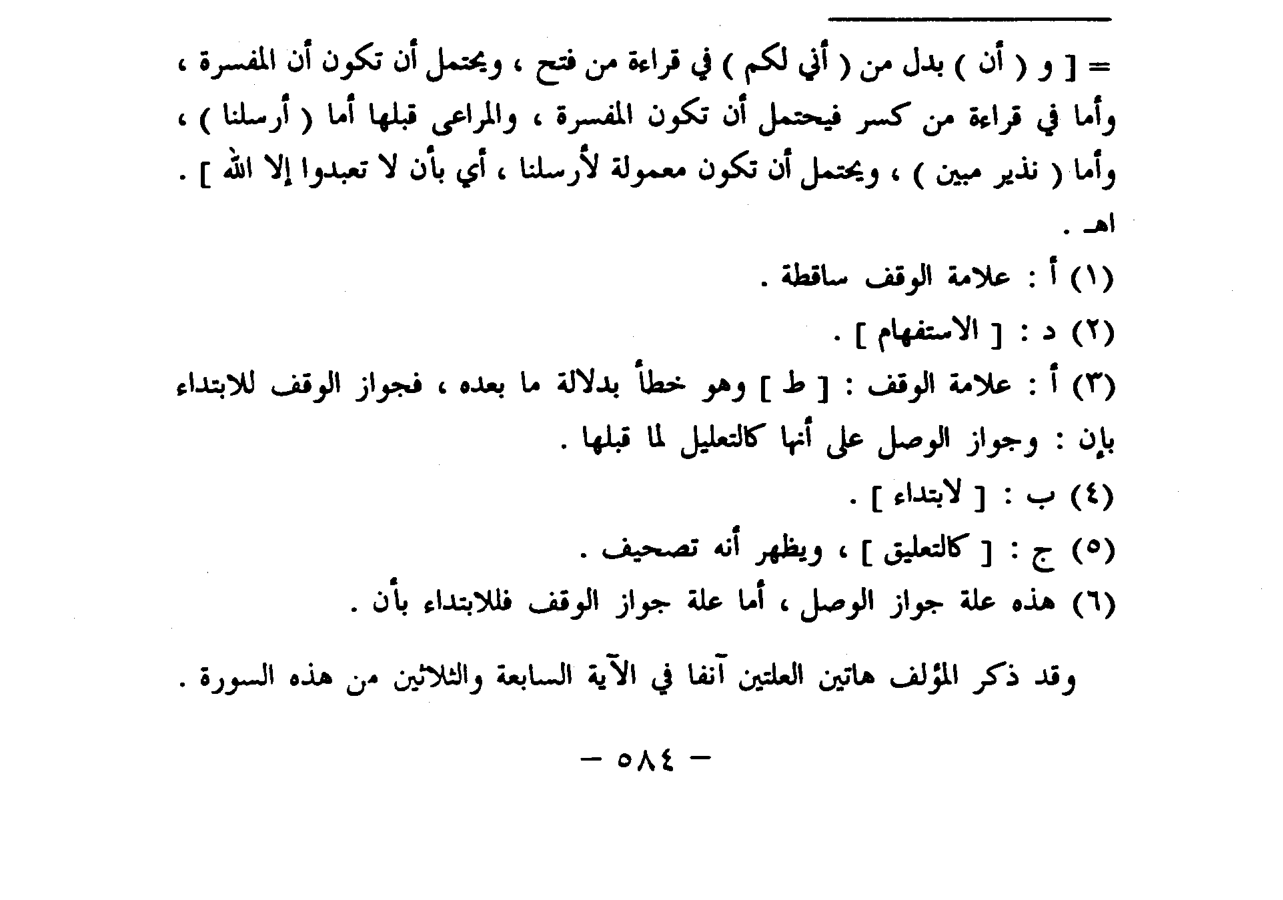 = [ و ( أن ) بدل من ( أني لكم ) في قراءة من فتح ، ويحتمل أن تكون أن المفسرة ،
وأما في قراءة من كسر فيحتمل أن تكون المفسرة ، والمراعى قبلها أما ( أرسلنا ) ،
وأما ( نذير مبين ) ، ويحتمل أن تكون معمولة لأرسلنا ، أي بأن لا تعبدوا إلا الله ] .
اهـ .
(١) أ : علامة الوقف ساقطة .
(٢) د : [ الاستفهام ] .
(٣) أ : علامة الوقف : [ ط ] وهو خطأ بدلالة ما بعده ، فجواز الوقف للابتداء
بإن : وجواز الوصل على أنها كالتعليل لما قبلها .
(٤) ب : [ لابتداء ] .
(٥) ج : [ كالتعليق ] ، ويظهر أنه تصحيف .
(٦) هذه علة جواز الوصل ، أما علة جواز الوقف فللابتداء بأن .
وقد ذكر المؤلف هاتين العلتين آنفا في الآية السابعة والثلاثين من هذه السورة .
– ٥٨٤ –